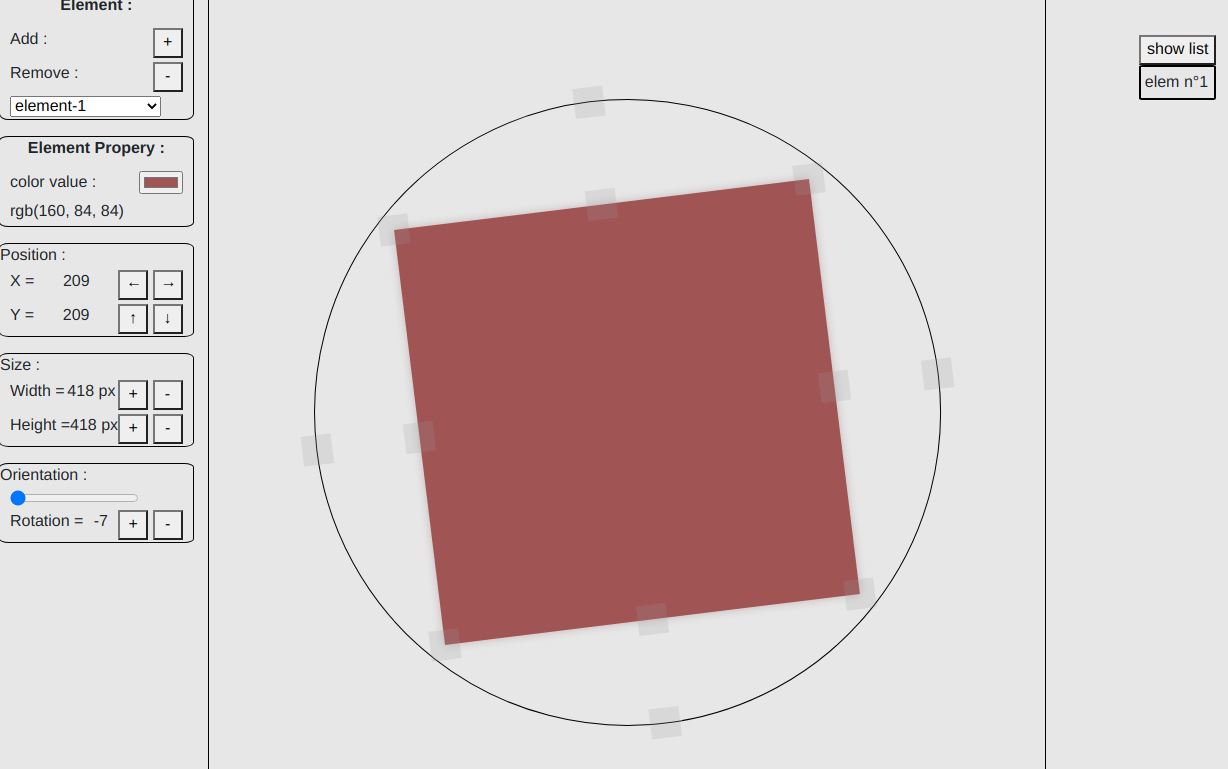 Element :
Add :
+
Remove :
-
element-1
Element Propery :
color value :
rgb(160, 84, 84)
Position :
X = 209 ← →
Y = 209 ↑ ↓
Size :
Width = 418 px + -
Height = 418 px + -
Orientation :
Rotation = -7 + -
show list
elem n°1